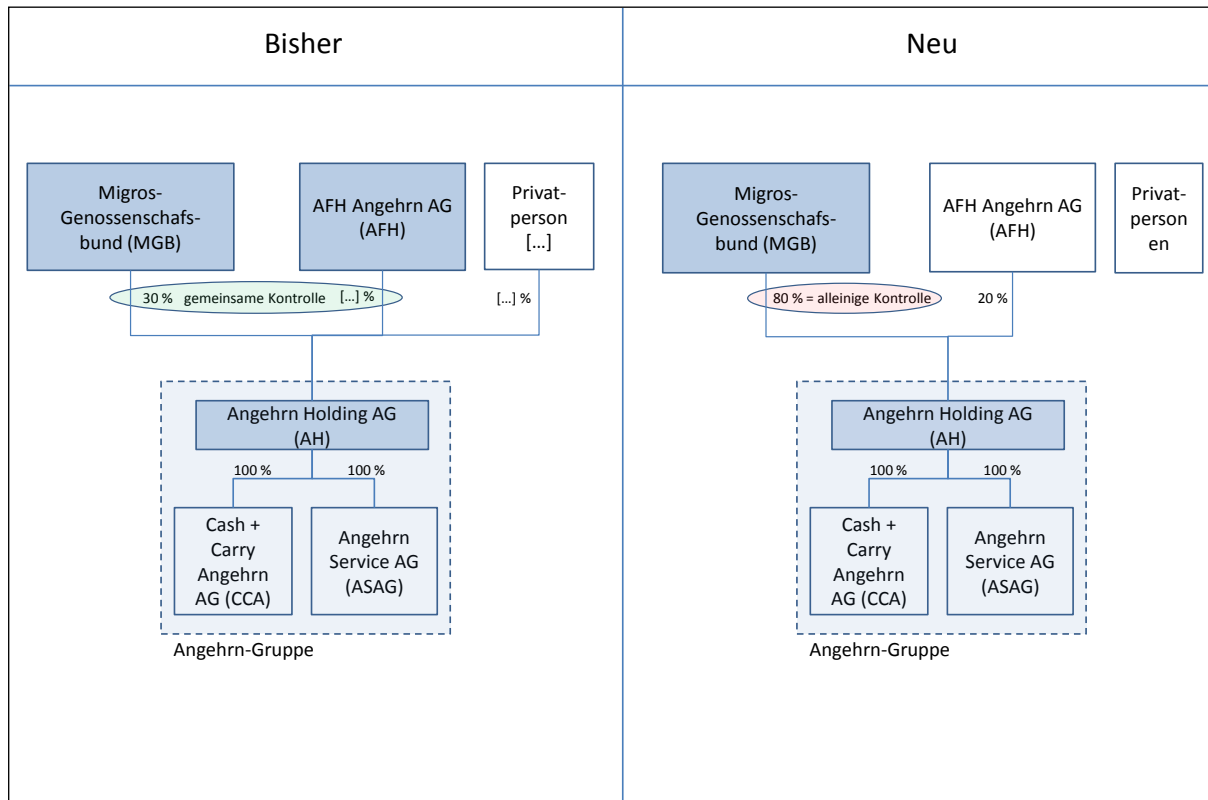 Bisher
Neu
Migros-
Genossenschafs-
bund (MGB)
AFH Angehrn AG
(AFH)
Privat-
person
[...]
30 % gemeinsame Kontrolle [...] %
[...] %
Angehrn Holding AG
(AH)
100 %
100 %
Cash +
Carry
Angehrn
AG (CCA)
Angehrn
Service AG
(ASAG)
Angehrn-Gruppe
Migros-
Genossenschafs-
bund (MGB)
AFH Angehrn AG
(AFH)
Privat-
person
en
80 % = alleinige Kontrolle
20 %
Angehrn Holding AG
(AH)
100 %
100 %
Cash +
Carry
Angehrn
AG (CCA)
Angehrn
Service AG
(ASAG)
Angehrn-Gruppe